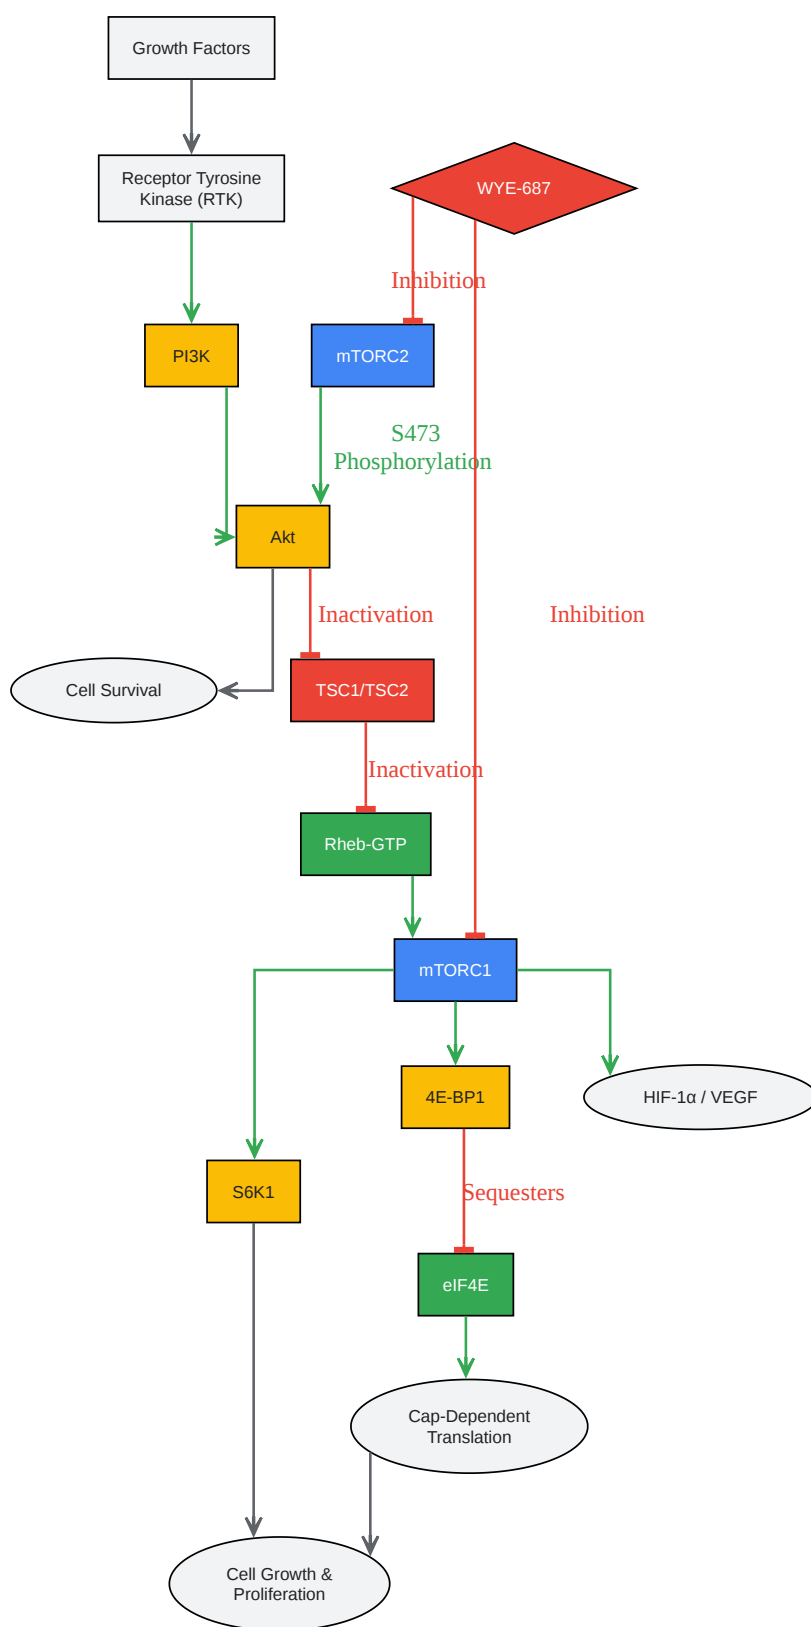 Growth Factors
Receptor Tyrosine
Kinase (RTK)
WYE-687
Inhibition
PI3K
mTORC2
S473
Phosphorylation
Akt
Inactivation
Inhibition
Cell Survival
TSC1/TSC2
Inactivation
Rheb-GTP
mTORC1
4E-BP1
HIF-1α / VEGF
S6K1
Sequesters
eIF4E
Cap-Dependent
Translation
Cell Growth &
Proliferation